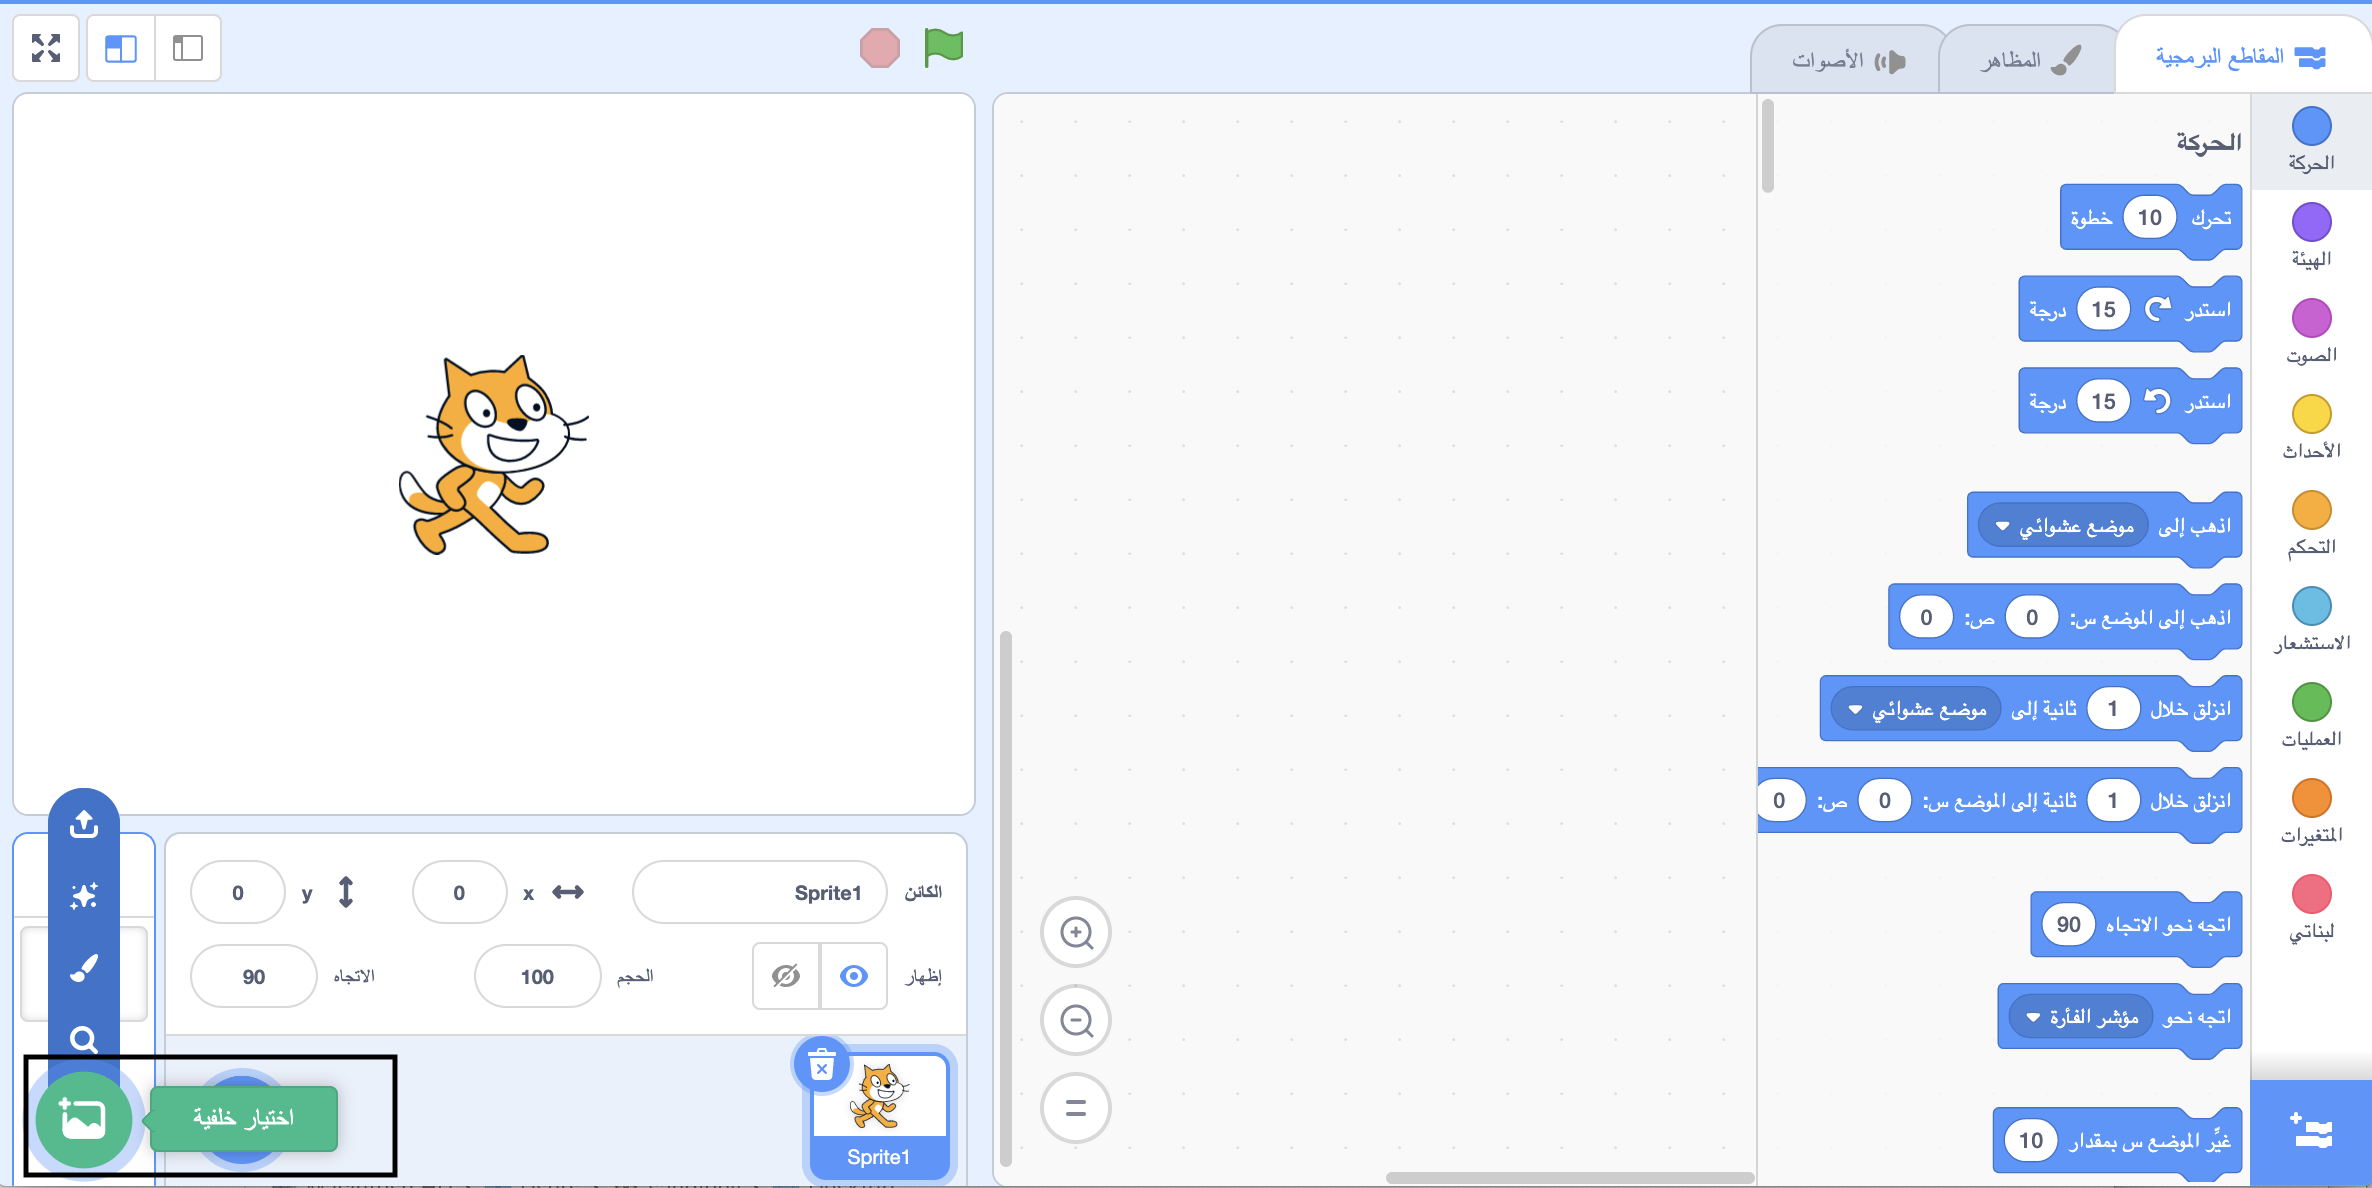 المقاطع البرمجية
المظاهر
الأصوات
الحركة
الهيئة
الصوت
الأحداث
التحكم
الاستشعار
العمليات
المتغيرات
لبناتي
الحركة
تحرك 10 خطوة
استدر 15 درجة
استدر 15 درجة
اذهب إلى موضع عشوائي
اذهب إلى الموضع س: 0 ص: 0
انزلق خلال 1 ثانية إلى موضع عشوائي
انزلق خلال 1 ثانية إلى الموضع س: 0 ص: 0
اتجه نحو الاتجاه 90
اتجه نحو مؤشر الفأرة
غيِّر الموضع س بمقدار 10
الكائن Sprite1 x 0 y 0
إظهار الحجم 100 الاتجاه 90
Sprite1
اختيار خلفية